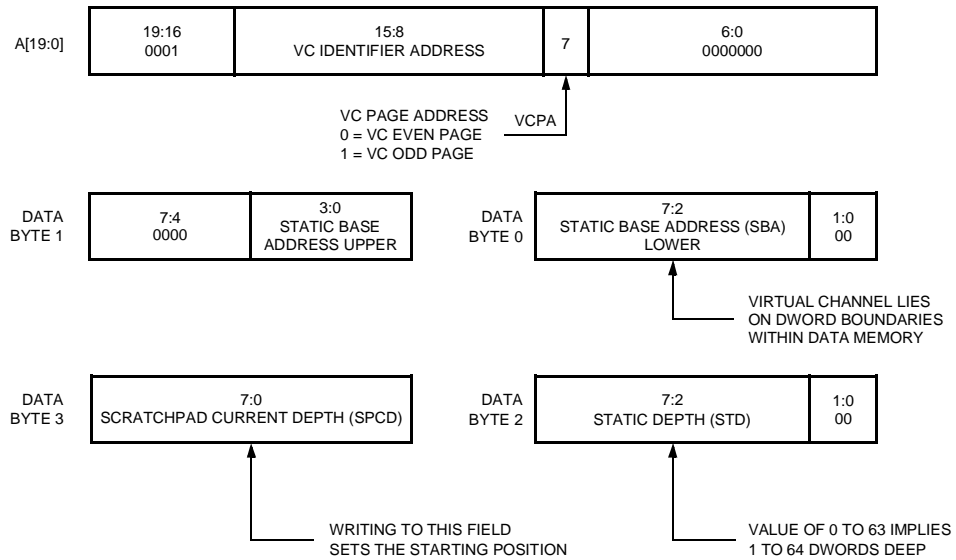 A[19:0]
19:16
0001
15:8
VC IDENTIFIER ADDRESS
7
6:0
0000000
VC PAGE ADDRESS
0 = VC EVEN PAGE
1 = VC ODD PAGE
VCPA
DATA
BYTE 1
7:4
0000
3:0
STATIC BASE
ADDRESS UPPER
DATA
BYTE 0
7:2
STATIC BASE ADDRESS (SBA)
LOWER
1:0
00
VIRTUAL CHANNEL LIES
ON DWORD BOUNDARIES
WITHIN DATA MEMORY
DATA
BYTE 3
7:0
SCRATCHPAD CURRENT DEPTH (SPCD)
DATA
BYTE 2
7:2
STATIC DEPTH (STD)
1:0
00
WRITING TO THIS FIELD
SETS THE STARTING POSITION
VALUE OF 0 TO 63 IMPLIES
1 TO 64 DWORDS DEEP